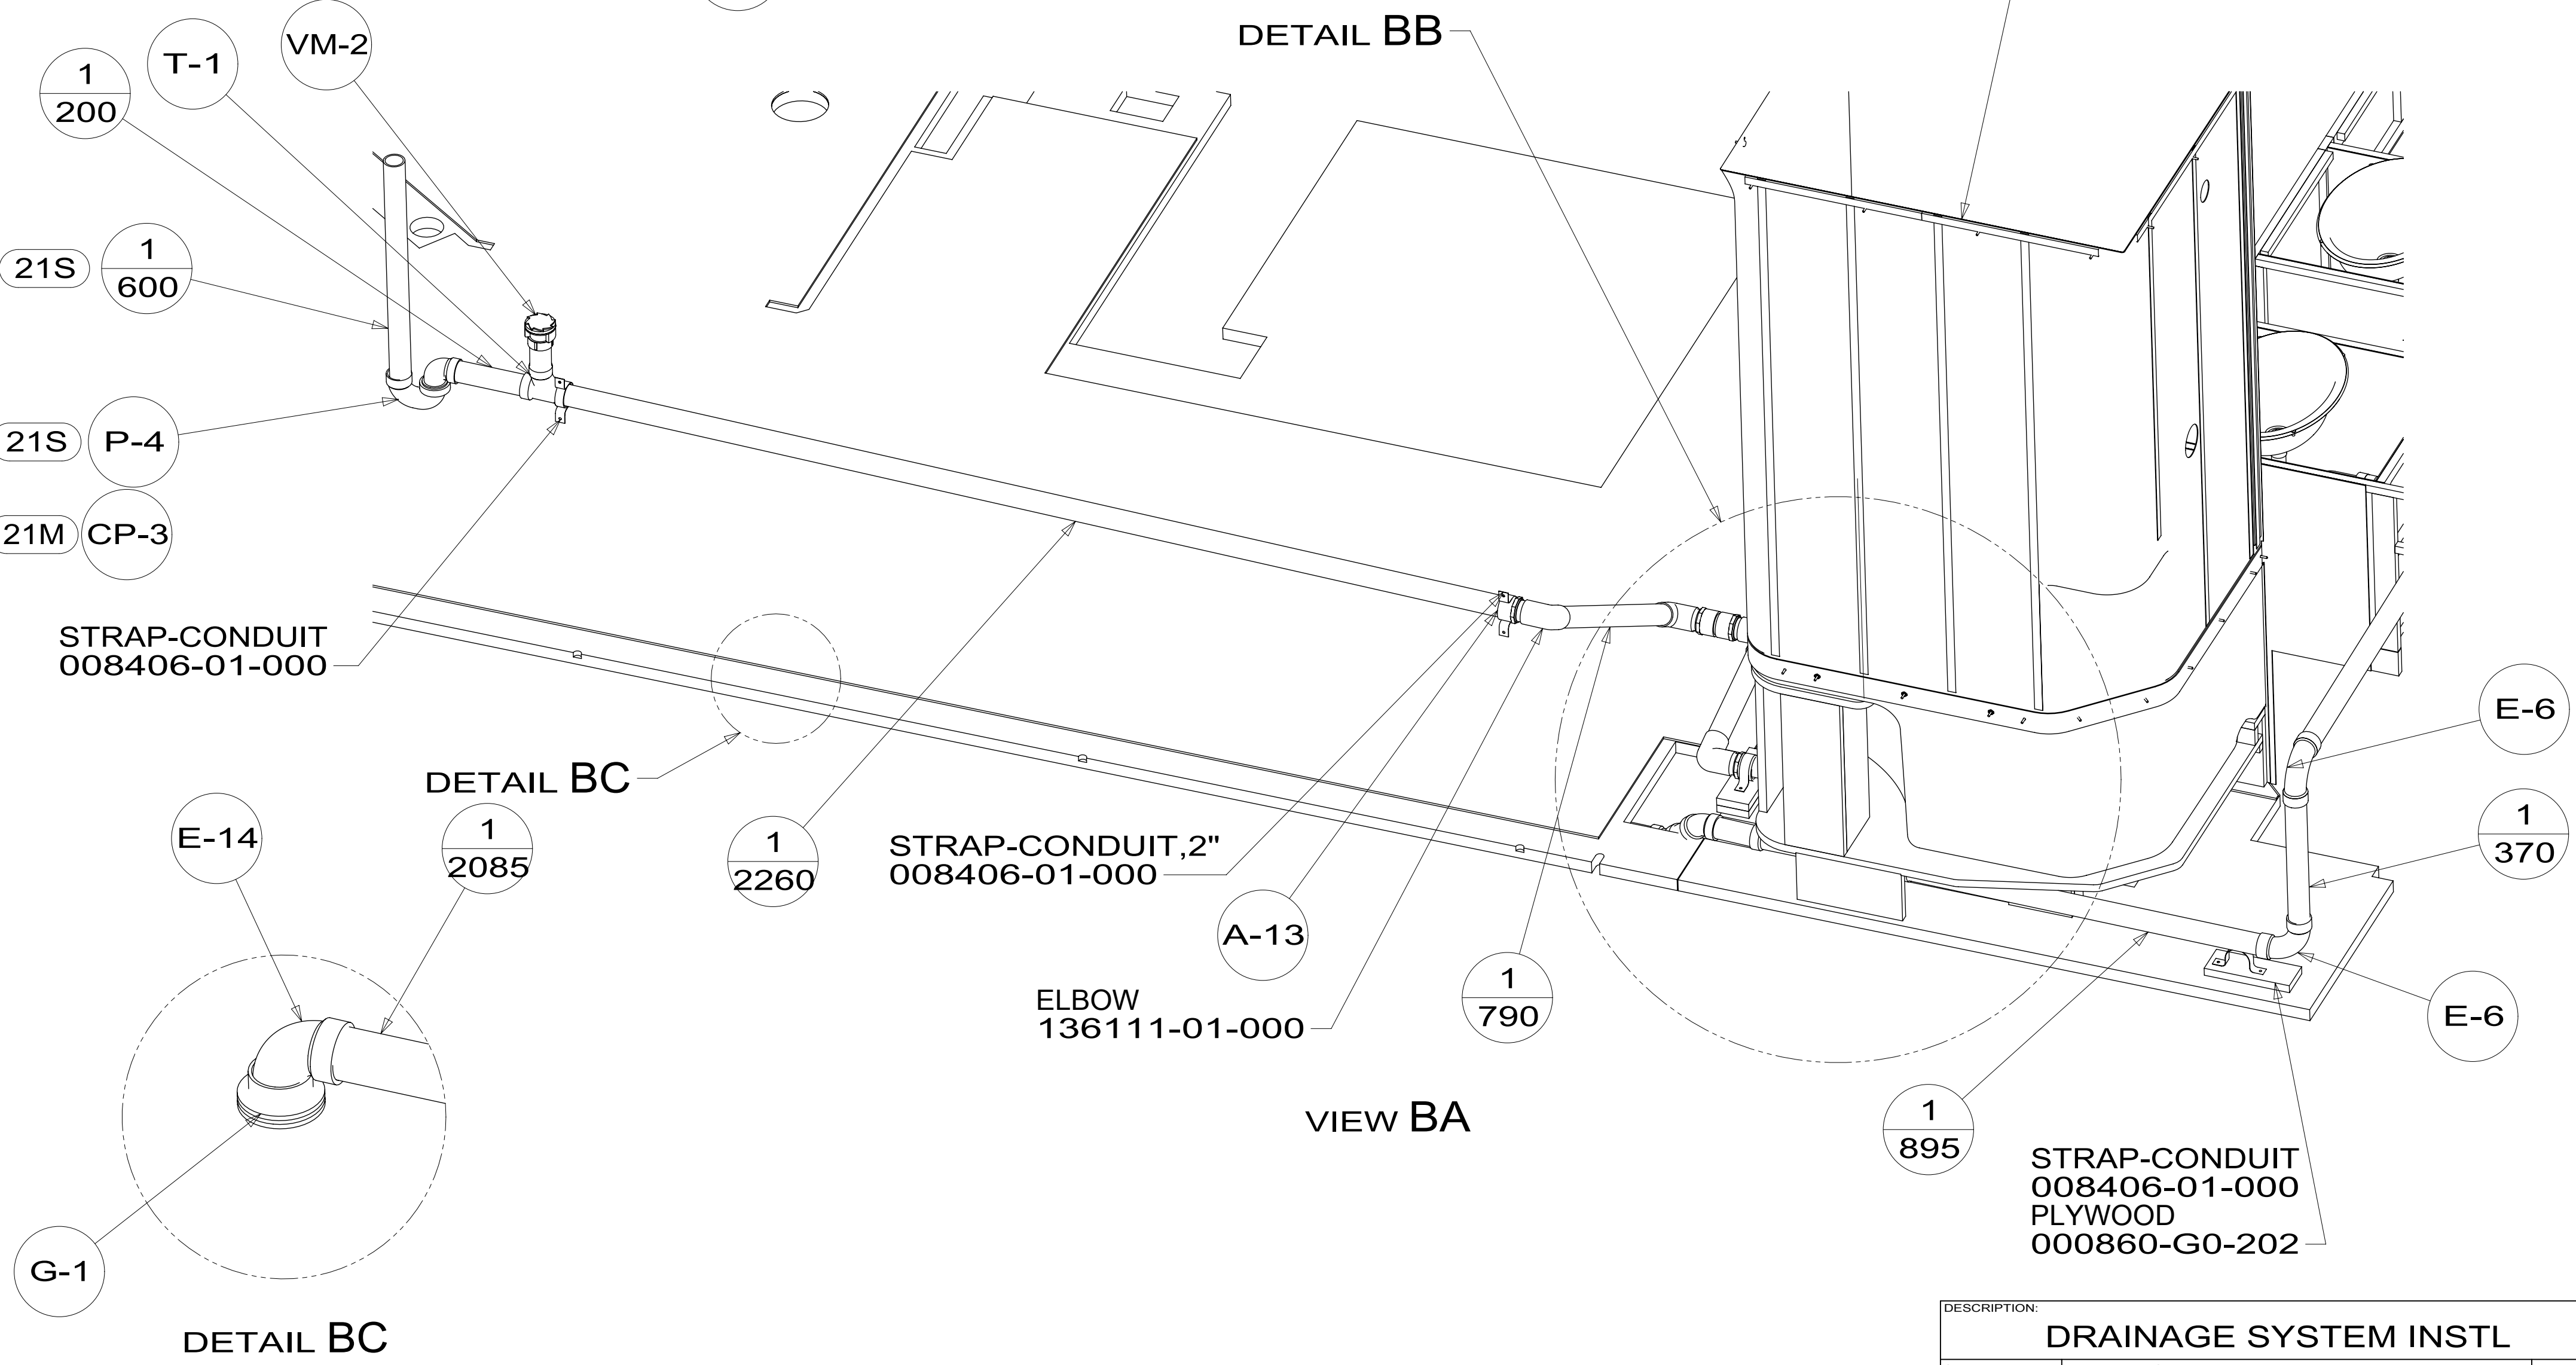 DETAIL BB
VM-2
T-1
1
200
21S
1
600
21S
P-4
21M
CP-3
STRAP-CONDUIT
008406-01-000
DETAIL BC
E-14
1
2085
1
2260
STRAP-CONDUIT,2"
008406-01-000
A-13
ELBOW
136111-01-000
1
790
E-6
1
370
E-6
1
895
STRAP-CONDUIT
008406-01-000
PLYWOOD
000860-G0-202
VIEW BA
G-1
DETAIL BC
DESCRIPTION:
DRAINAGE SYSTEM INSTL